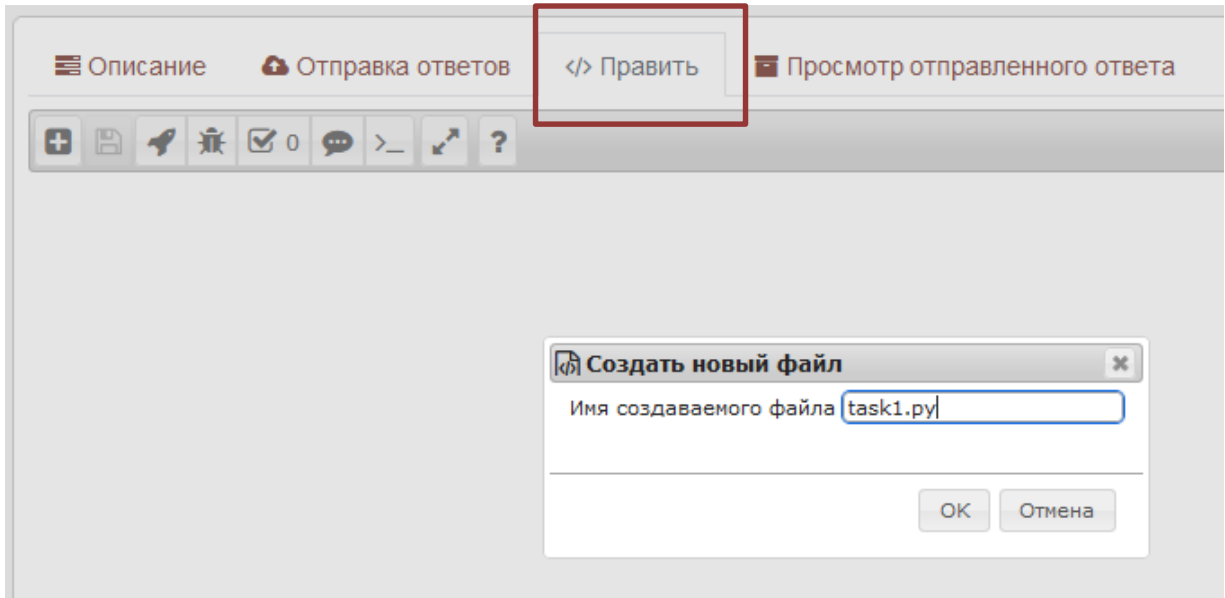 Описание Отправка ответов </> Править Просмотр отправленного ответа
0 >_ ?
Создать новый файл
Имя создаваемого файла task1.py
OK Отмена